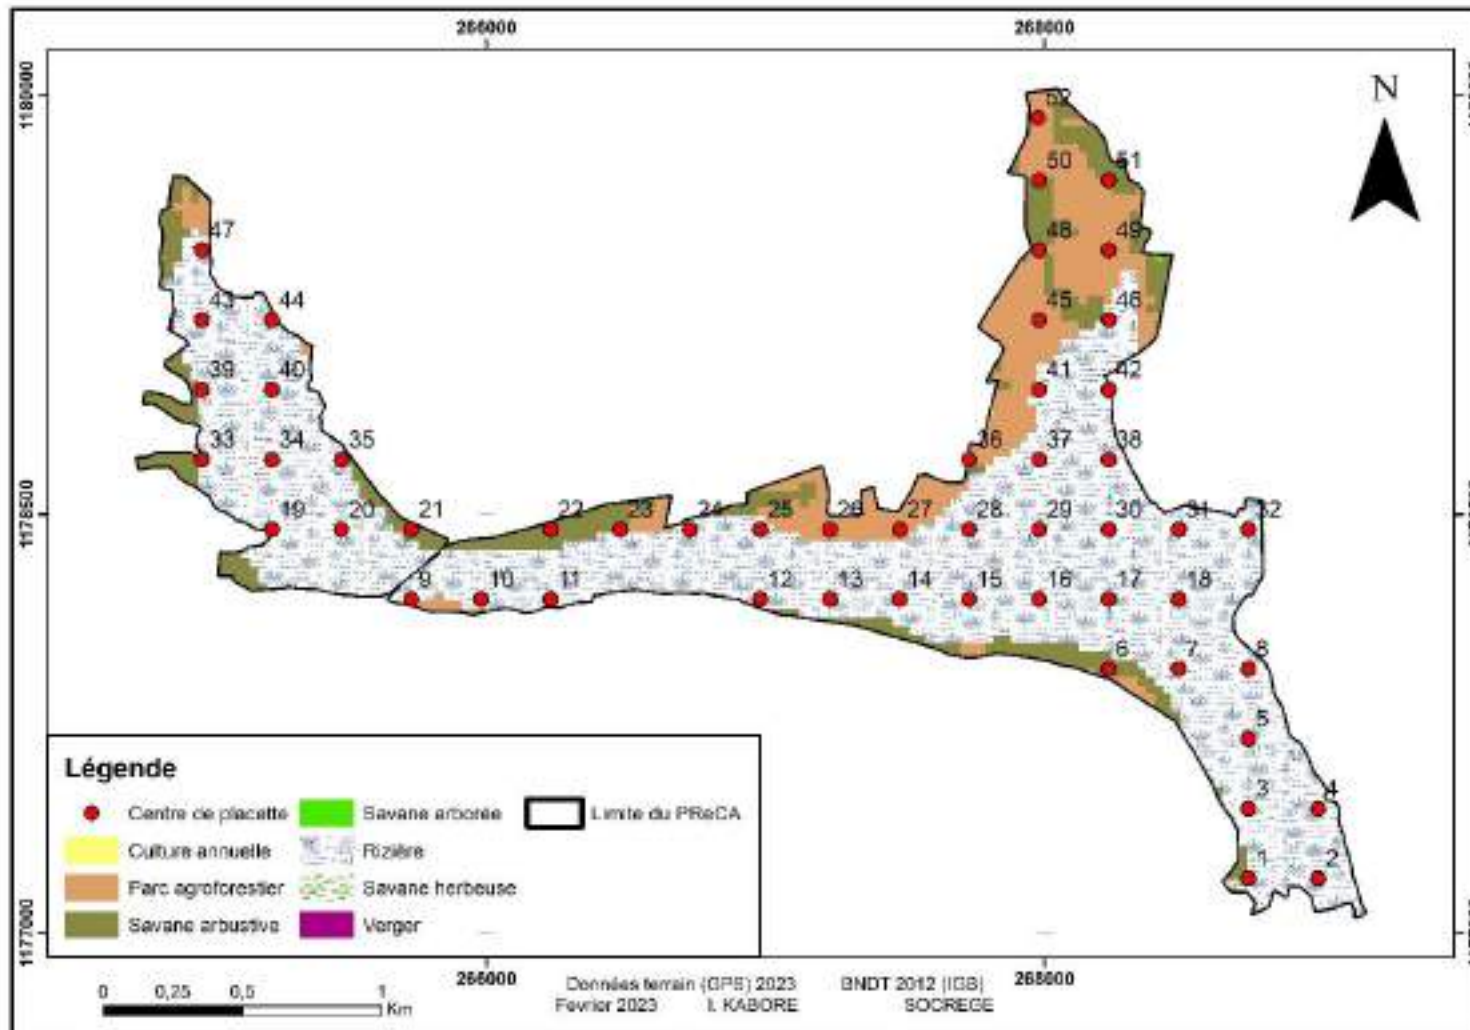 266000 268000
1180000
N
52
50 51
47 48 49
43 44 45 46
39 40 41 42
33 34 35 36 37 38
1178500
19 20 21 22 23 24 25 26 27 28 29 30 31 32
9 10 11 12 13 14 15 16 17 18
6 7 8
5
3 4
1 2
1177000
Légende
Centre de placette Savane arborée Limite du PReCA
Culture annuelle Rizière
Parc agroforestier Savane herbeuse
Savane arbustive Verger
266000 268000
0 0,25 0,5 1
Km
Données terrain (GPS) 2023 BNDT 2012 (IGB)
Fevrier 2023 I. KABORE SOCREGE